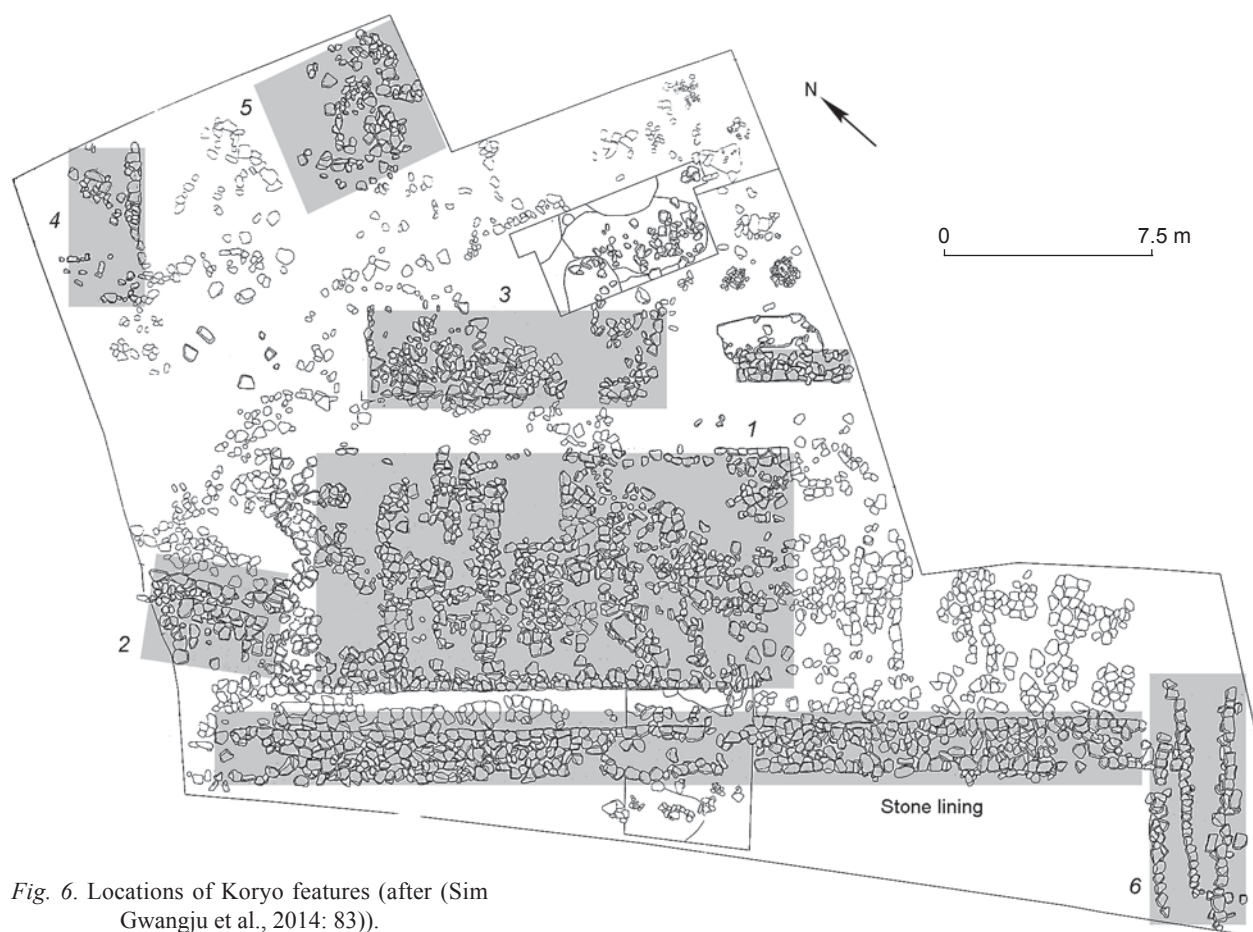 5
N
4
0 7.5 m
3
1
2
Stone lining
6
Fig. 6. Locations of Koryo features (after (Sim
Gwangju et al., 2014: 83)).